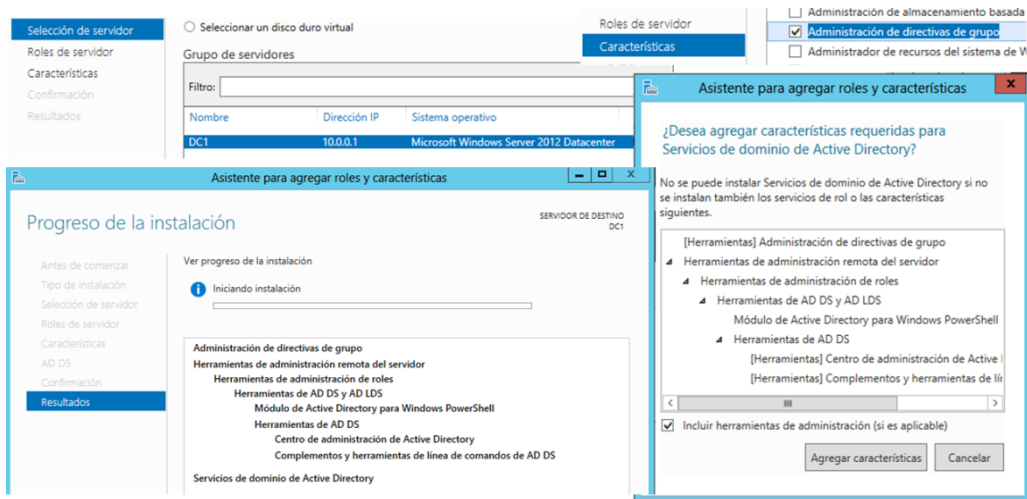 Selección de servidor
Roles de servidor
Características
Confirmación
Resultados
Seleccionar un disco duro virtual
Grupo de servidores
Filtro:
Nombre Dirección IP Sistema operativo
DC1 10.0.0.1 Microsoft Windows Server 2012 Datacenter
Roles de servidor
Características
Administración de almacenamiento basada
Administración de directivas de grupo
Administrador de recursos del sistema de W
Asistente para agregar roles y características
Progreso de la instalación
SERVIDOR DE DESTINO
DC1
Antes de comenzar
Tipo de instalación
Selección de servidor
Roles de servidor
Características
AD DS
Confirmación
Resultados
Ver progreso de la instalación
Iniciando instalación
Administración de directivas de grupo
Herramientas de administración remota del servidor
Herramientas de administración de roles
Herramientas de AD DS y AD LDS
Módulo de Active Directory para Windows PowerShell
Herramientas de AD DS
Centro de administración de Active Directory
Complementos y herramientas de línea de comandos de AD DS
Servicios de dominio de Active Directory
Asistente para agregar roles y características
x
¿Desea agregar características requeridas para
Servicios de dominio de Active Directory?
No se puede instalar Servicios de dominio de Active Directory si no
se instalan también los servicios de rol o las características
siguientes.
[Herramientas] Administración de directivas de grupo
Herramientas de administración remota del servidor
Herramientas de administración de roles
Herramientas de AD DS y AD LDS
Módulo de Active Directory para Windows PowerShell
Herramientas de AD DS
[Herramientas] Centro de administración de Active
[Herramientas] Complementos y herramientas de lín
Incluir herramientas de administración (si es aplicable)
Agregar características Cancelar